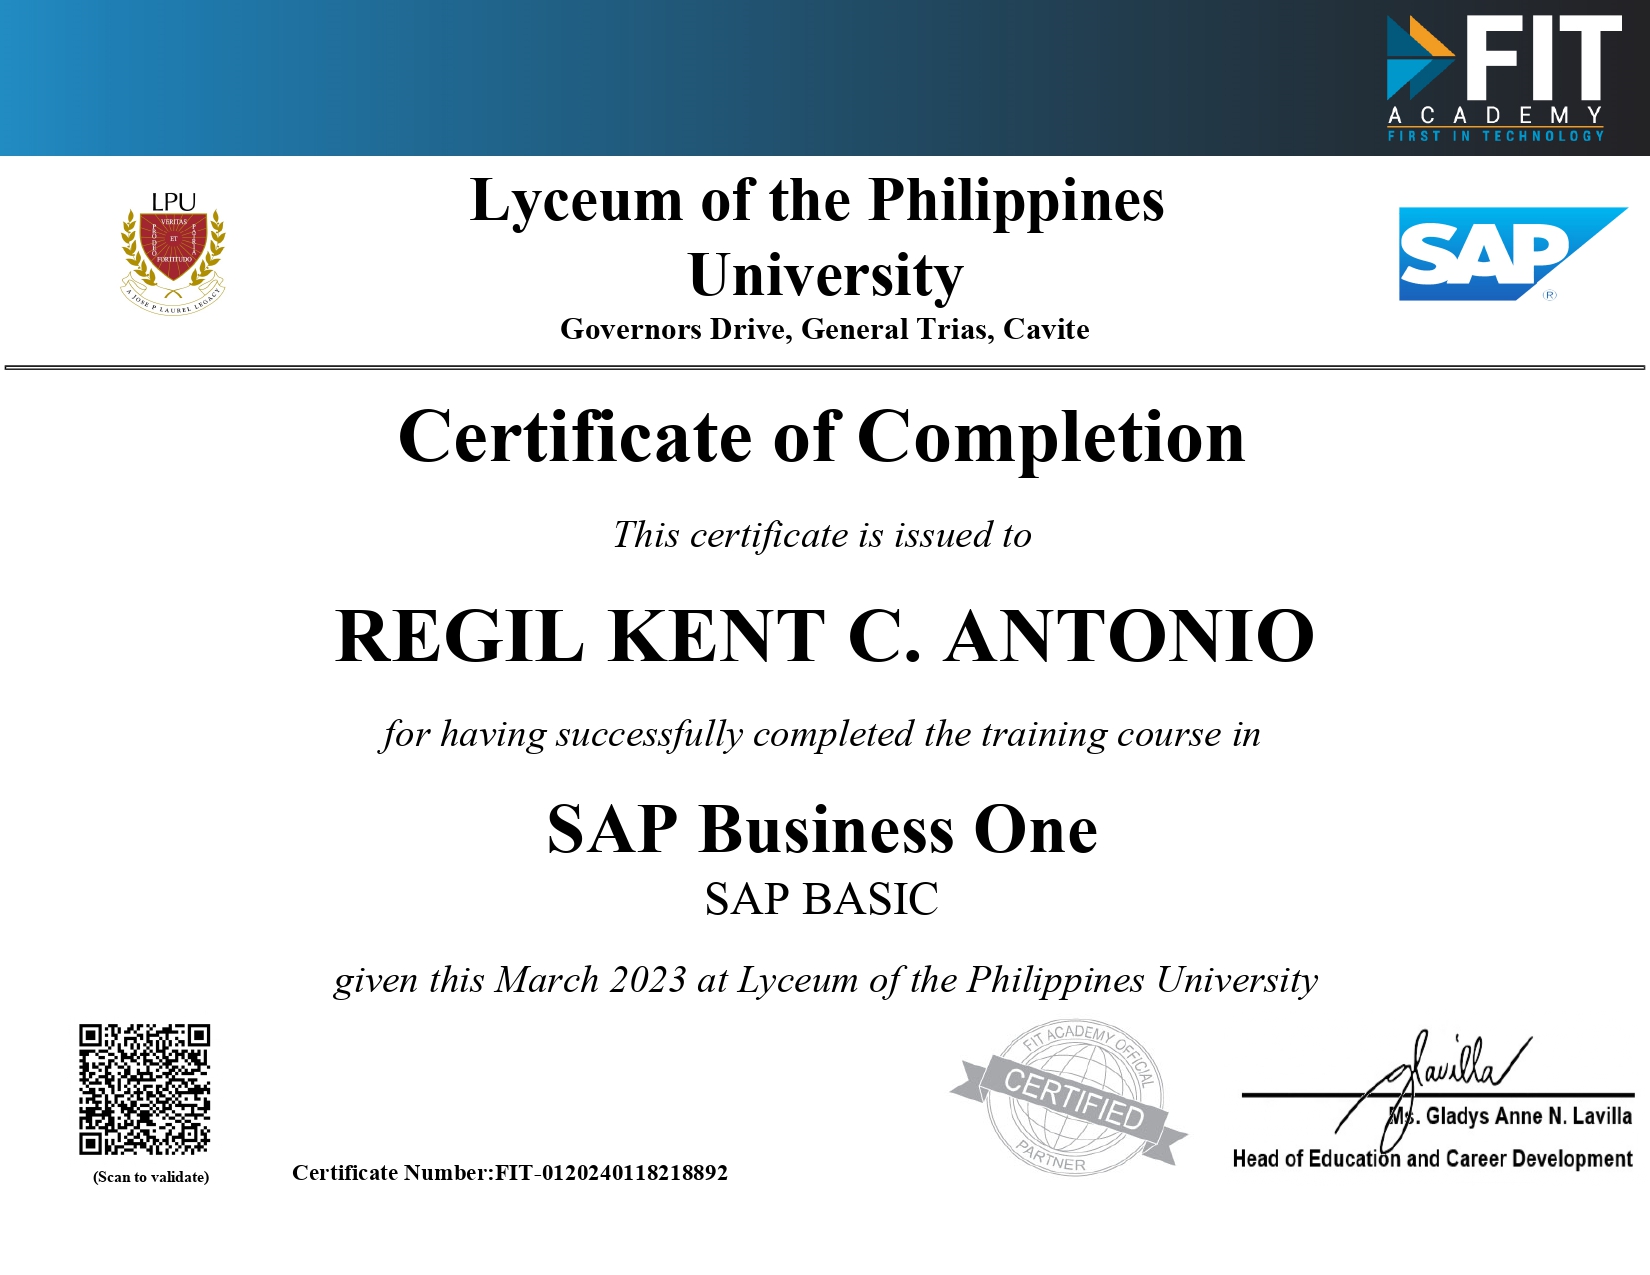 FIT
ACADEMY
FIRST IN TECHNOLOGY
LPU
VERITAS
PRO DEO
ET
PATRIA
FORTITUDO
A JOSE P LAUREL LEGACY
Lyceum of the Philippines
University
Governors Drive, General Trias, Cavite
SAP
®
Certificate of Completion
This certificate is issued to
REGIL KENT C. ANTONIO
for having successfully completed the training course in
SAP Business One
SAP BASIC
given this March 2023 at Lyceum of the Philippines University
(Scan to validate)
Certificate Number:FIT-0120240118218892
FIT ACADEMY OFFICIAL
CERTIFIED
PARTNER
glavilla
Ms. Gladys Anne N. Lavilla
Head of Education and Career Development